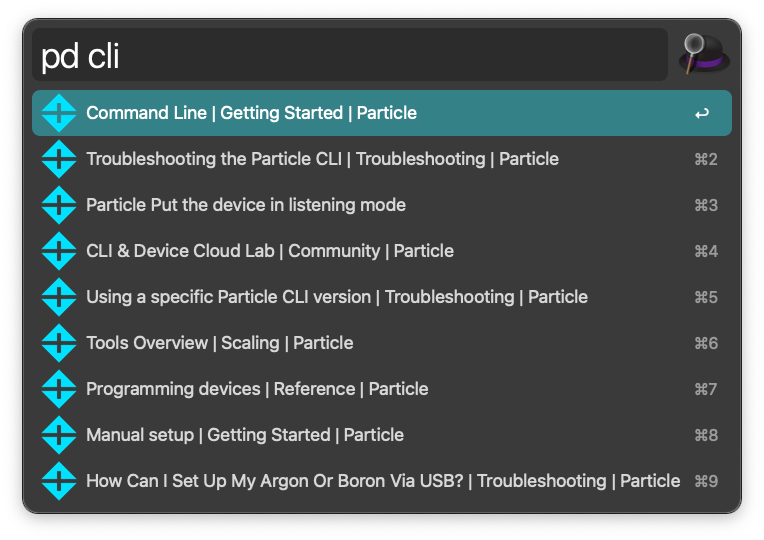 pd cli
Command Line | Getting Started | Particle ↩
Troubleshooting the Particle CLI | Troubleshooting | Particle ⌘2
Particle Put the device in listening mode ⌘3
CLI & Device Cloud Lab | Community | Particle ⌘4
Using a specific Particle CLI version | Troubleshooting | Particle ⌘5
Tools Overview | Scaling | Particle ⌘6
Programming devices | Reference | Particle ⌘7
Manual setup | Getting Started | Particle ⌘8
How Can I Set Up My Argon Or Boron Via USB? | Troubleshooting | Particle ⌘9